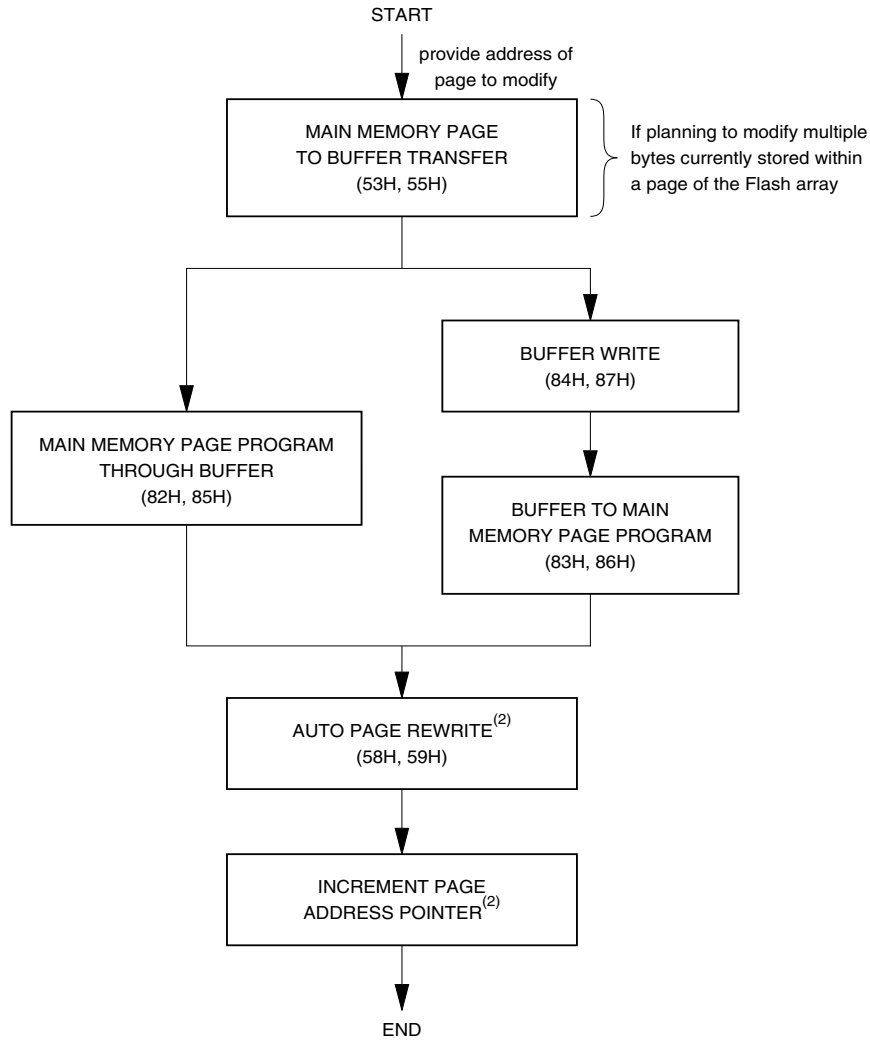 START
provide address of
page to modify
MAIN MEMORY PAGE
TO BUFFER TRANSFER
(53H, 55H)
If planning to modify multiple
bytes currently stored within
a page of the Flash array
BUFFER WRITE
(84H, 87H)
MAIN MEMORY PAGE PROGRAM
THROUGH BUFFER
(82H, 85H)
BUFFER TO MAIN
MEMORY PAGE PROGRAM
(83H, 86H)
AUTO PAGE REWRITE(2)
(58H, 59H)
INCREMENT PAGE
ADDRESS POINTER(2)
END